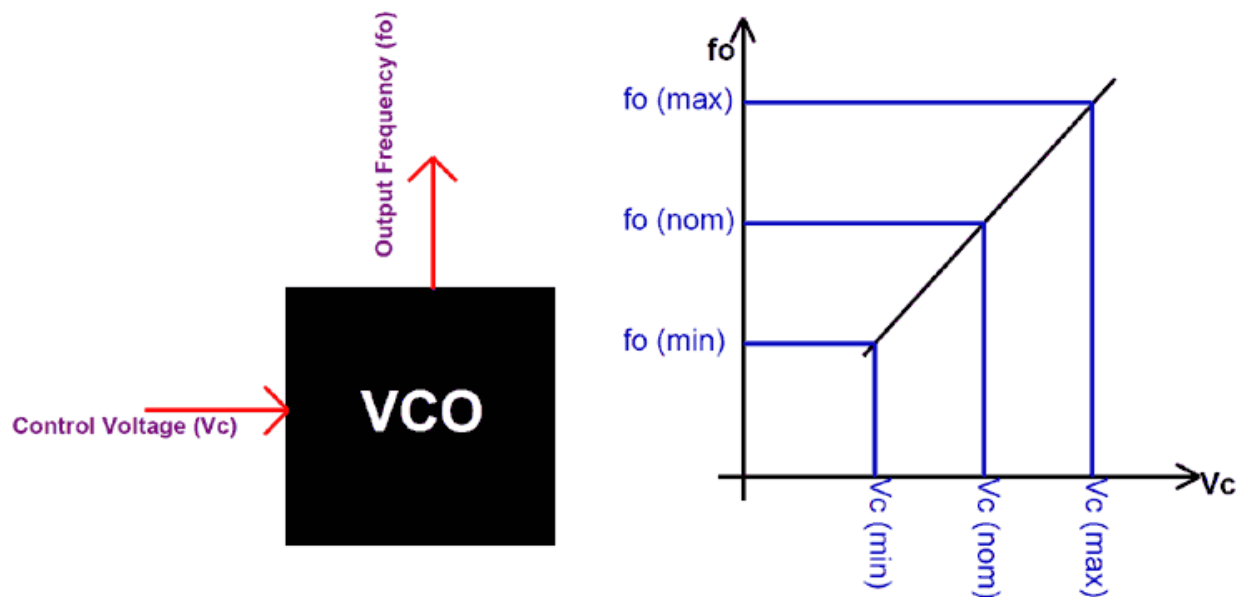 Output Frequency (fo)
VCO
Control Voltage (Vc)
fo
fo (max)
fo (nom)
fo (min)
Vc
Vc (min)
Vc (nom)
Vc (max)